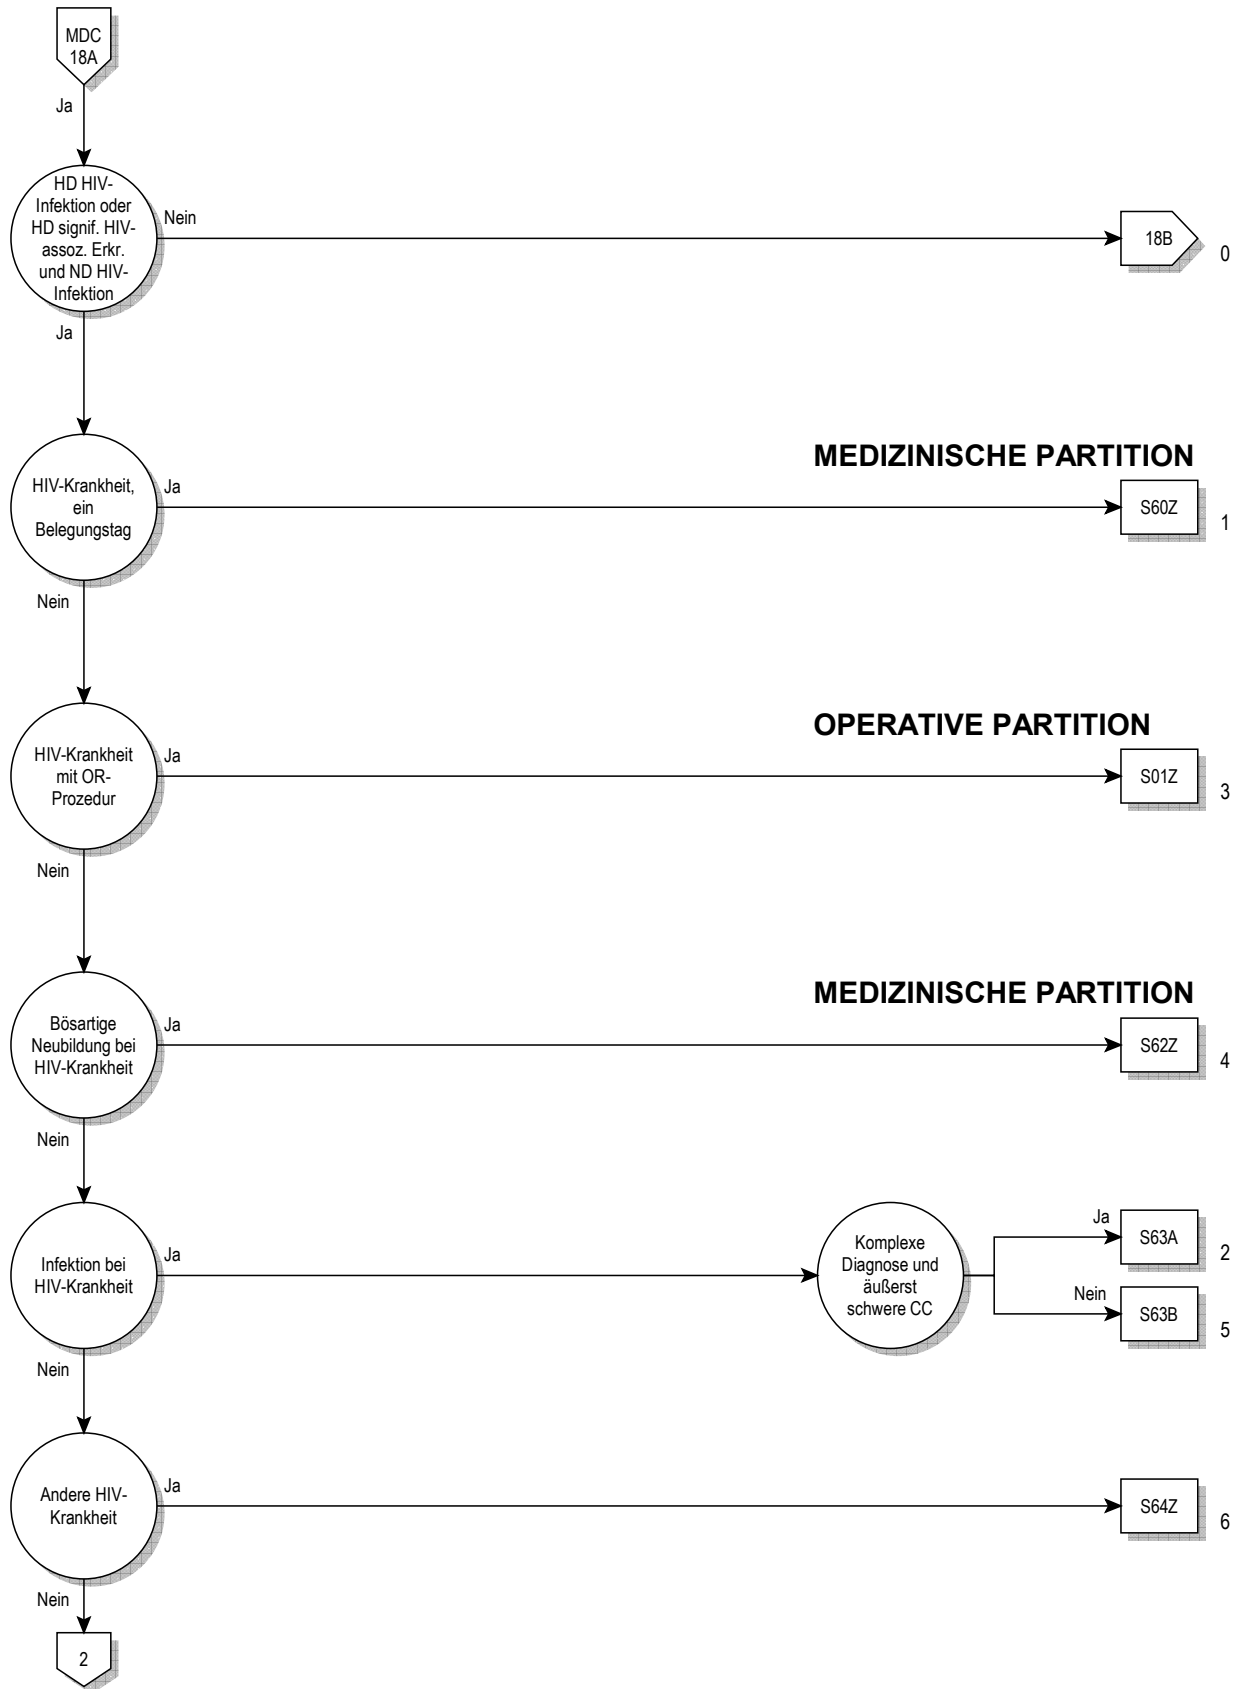 MDC
18A
Ja
HD HIV-
Infektion oder
HD signif. HIV-
assoz. Erkr.
und ND HIV-
Infektion
Nein
18B
0
Ja
MEDIZINISCHE PARTITION
HIV-Krankheit,
ein
Belegungstag
Ja
S60Z
1
Nein
OPERATIVE PARTITION
HIV-Krankheit
mit OR-
Prozedur
Ja
S01Z
3
Nein
MEDIZINISCHE PARTITION
Bösartige
Neubildung bei
HIV-Krankheit
Ja
S62Z
4
Nein
Infektion bei
HIV-Krankheit
Ja
Komplexe
Diagnose und
äußerst
schwere CC
Ja
S63A
2
Nein
S63B
5
Nein
Andere HIV-
Krankheit
Ja
S64Z
6
Nein
2